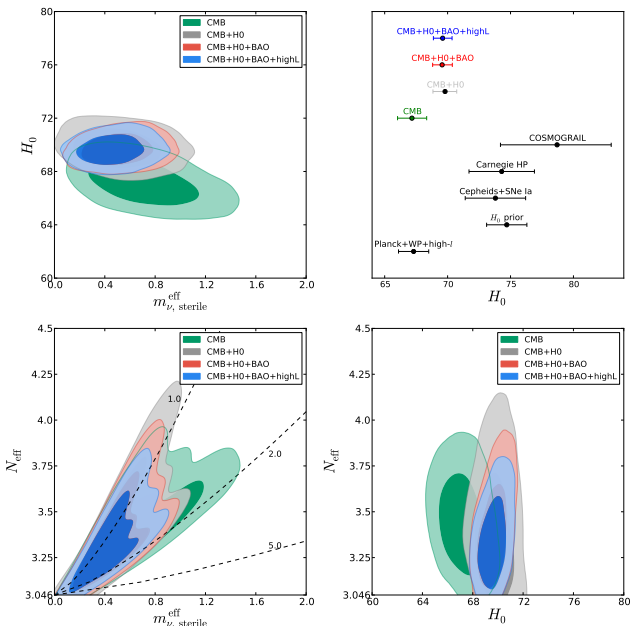 80
76
72
68
64
60
H₀
CMB
CMB+H0
CMB+H0+BAO
CMB+H0+BAO+highL
0.0 0.4 0.8 1.2 1.6 2.0
m^eff_ν, sterile
CMB+H0+BAO+highL
CMB+H0+BAO
CMB+H0
CMB
COSMOGRAIL
Carnegie HP
Cepheids+SNe Ia
H₀ prior
Planck+WP+high-l
65 70 75 80
H₀
4.5
4.25
4.0
3.75
3.5
3.25
3.046
N_eff
CMB
CMB+H0
CMB+H0+BAO
CMB+H0+BAO+highL
1.0
2.0
5.0
0.0 0.4 0.8 1.2 1.6 2.0
m^eff_ν, sterile
4.5
4.25
4.0
3.75
3.5
3.25
3.046
N_eff
CMB
CMB+H0
CMB+H0+BAO
CMB+H0+BAO+highL
60 64 68 72 76 80
H₀